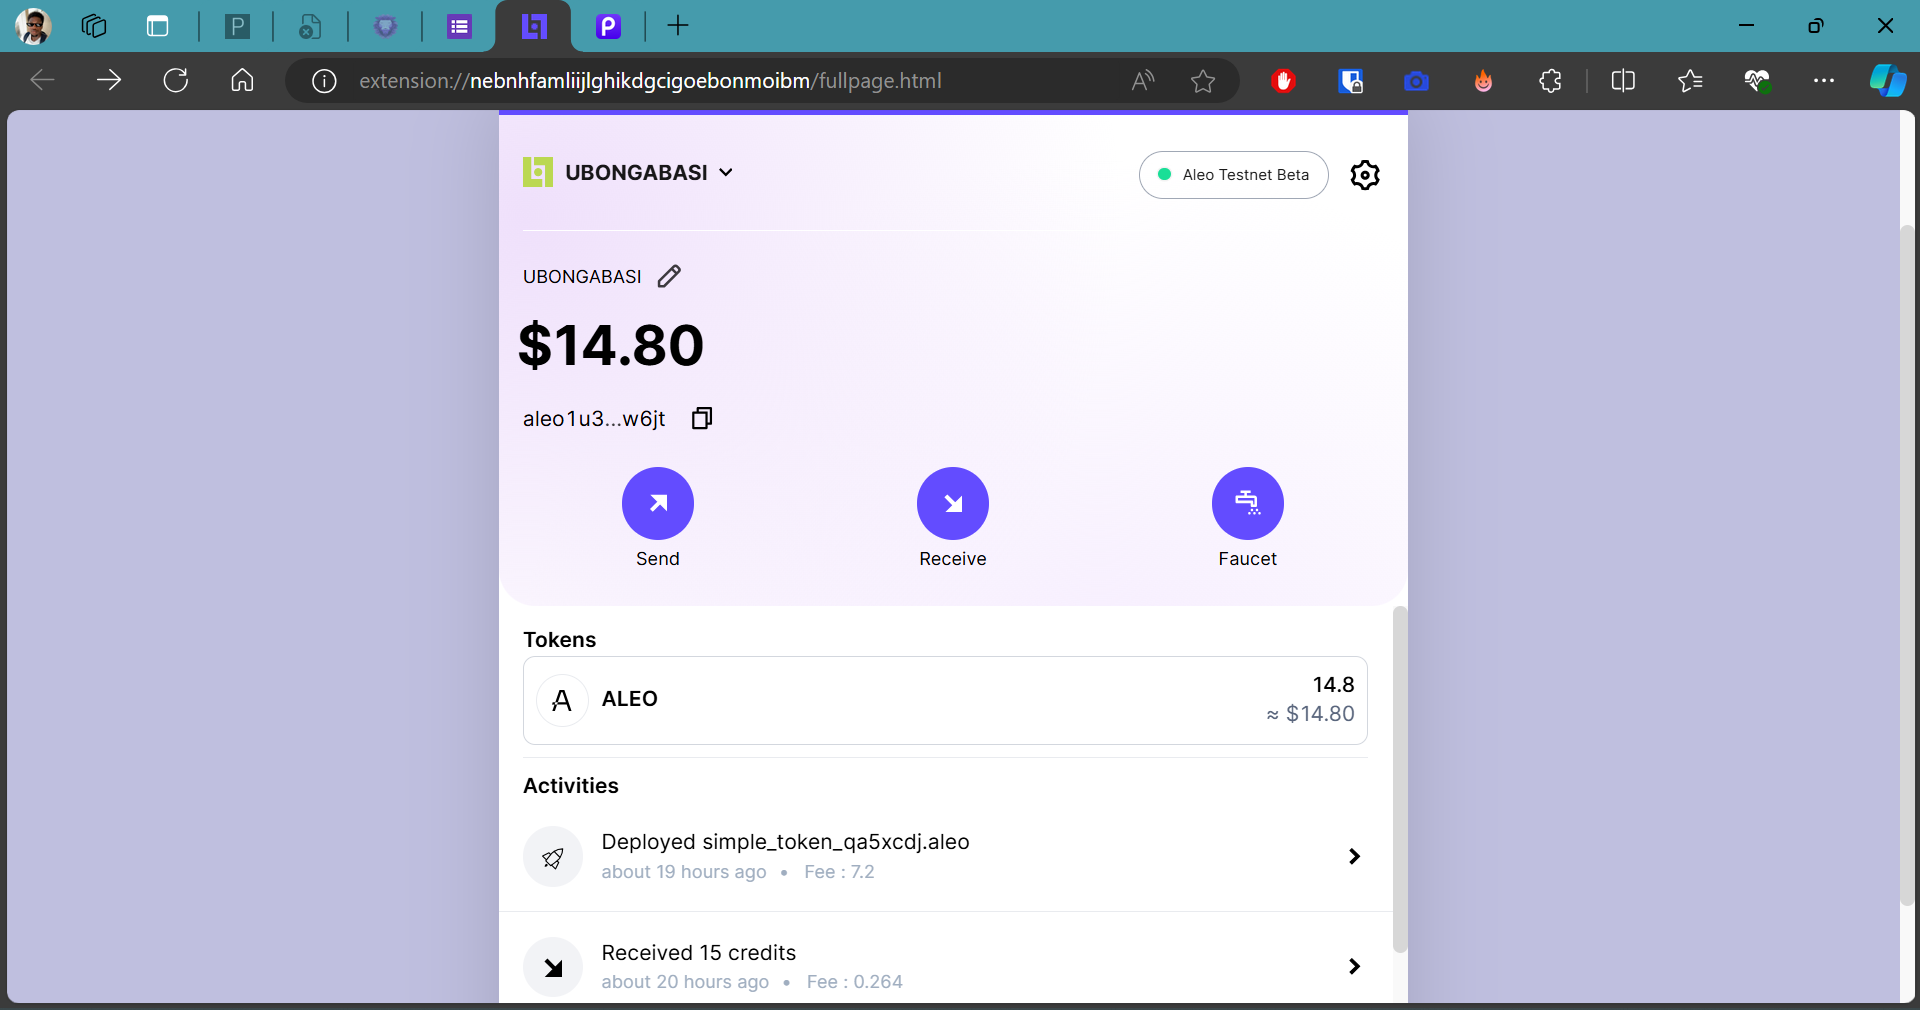 extension://nebnhfamliijlghikdgcigoebonmoibm/fullpage.html
UBONGABASI
Aleo Testnet Beta
UBONGABASI
$14.80
aleo1u3...w6jt
Send
Receive
Faucet
Tokens
ALEO
14.8
≈ $14.80
Activities
Deployed simple_token_qa5xcdj.aleo
about 19 hours ago • Fee : 7.2
Received 15 credits
about 20 hours ago • Fee : 0.264